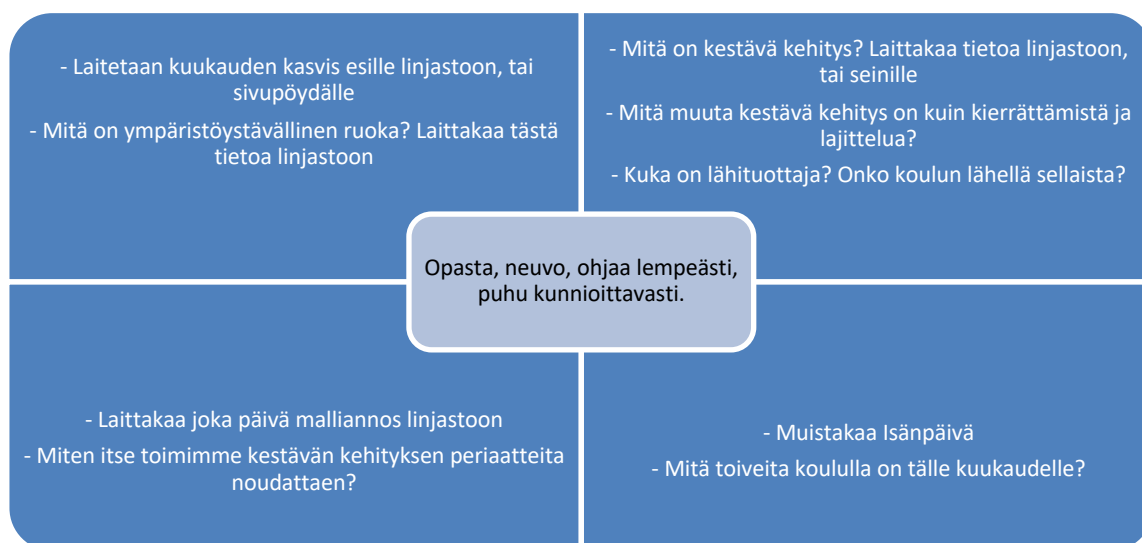 - Laitetaan kuukauden kasvis esille linjastoon, tai
sivupöydälle
- Mitä on ympäristöystävällinen ruoka? Laittakaa tästä
tietoa linjastoon
- Mitä on kestävä kehitys? Laittakaa tietoa linjastoon,
tai seinille
- Mitä muuta kestävä kehitys on kuin kierrättämistä ja
lajittelua?
- Kuka on lähituottaja? Onko koulun lähellä sellaista?
Opasta, neuvo, ohjaa lempeästi,
puhu kunnioittavasti.
- Laittakaa joka päivä malliannos linjastoon
- Miten itse toimimme kestävän kehityksen periaatteita
noudattaen?
- Muistakaa Isänpäivä
- Mitä toiveita koululla on tälle kuukaudelle?